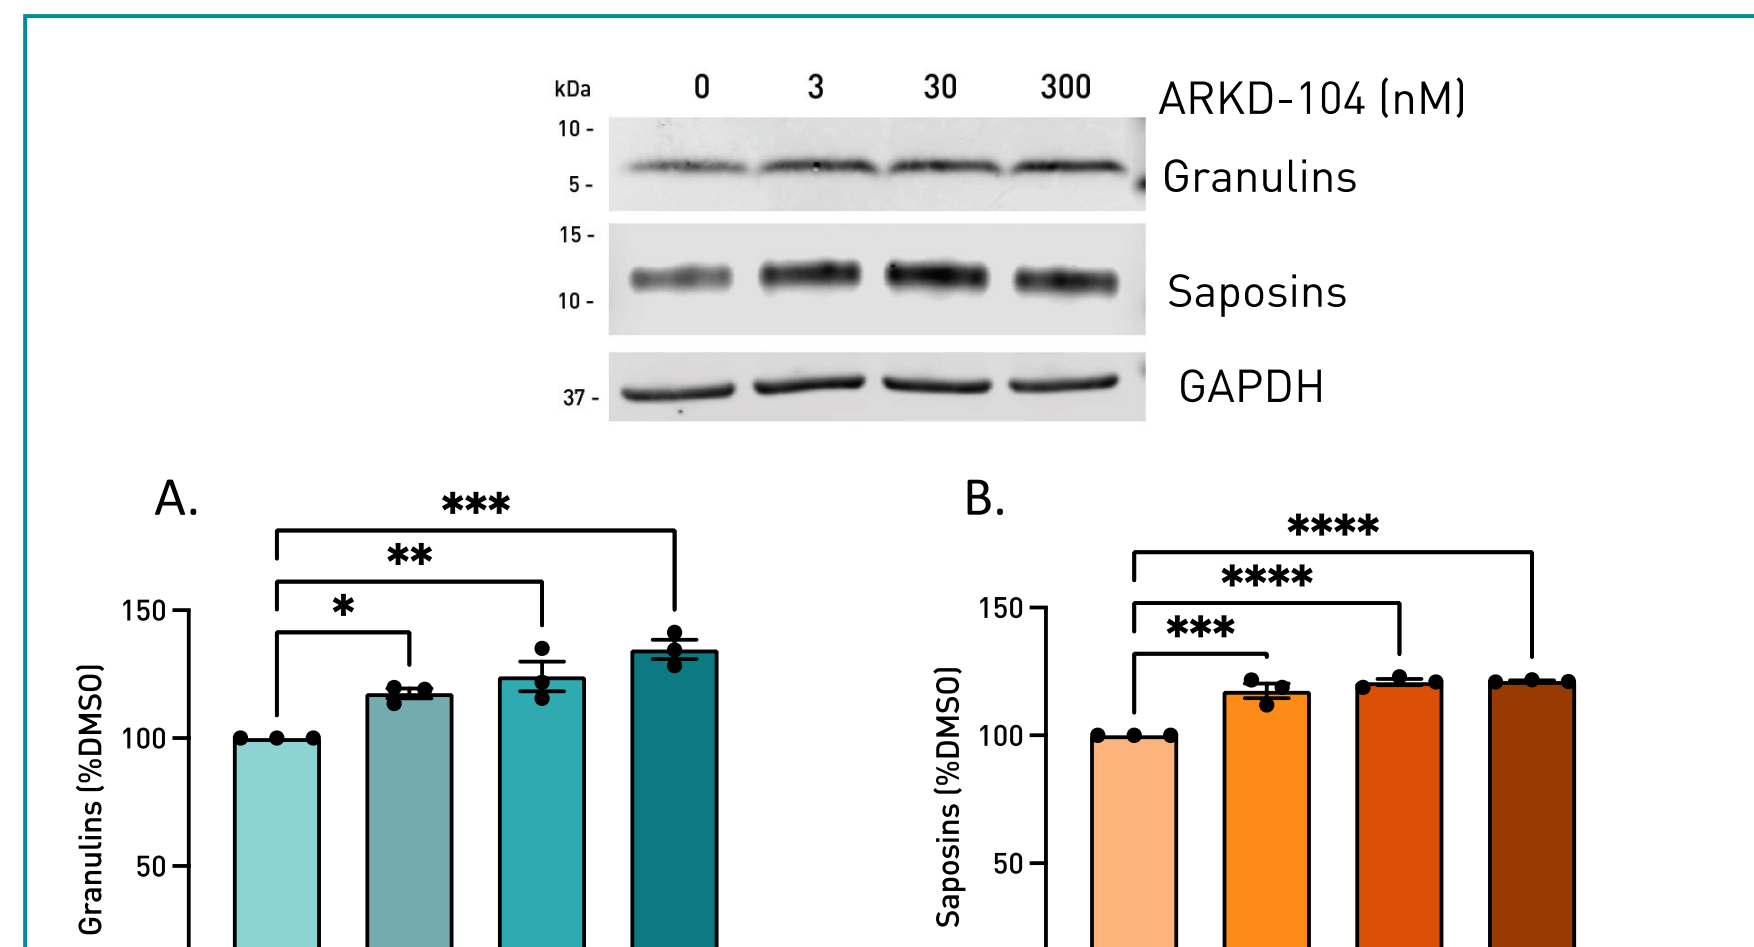 kDa 0 3 30 300 ARKD-104 (nM)
10 -
Granulins
5 -
15 -
Saposins
10 -
GAPDH
37 -
A.
***
**
*
150
100
50
Granulins (%DMSO)
B.
****
****
***
150
100
50
Saposins (%DMSO)